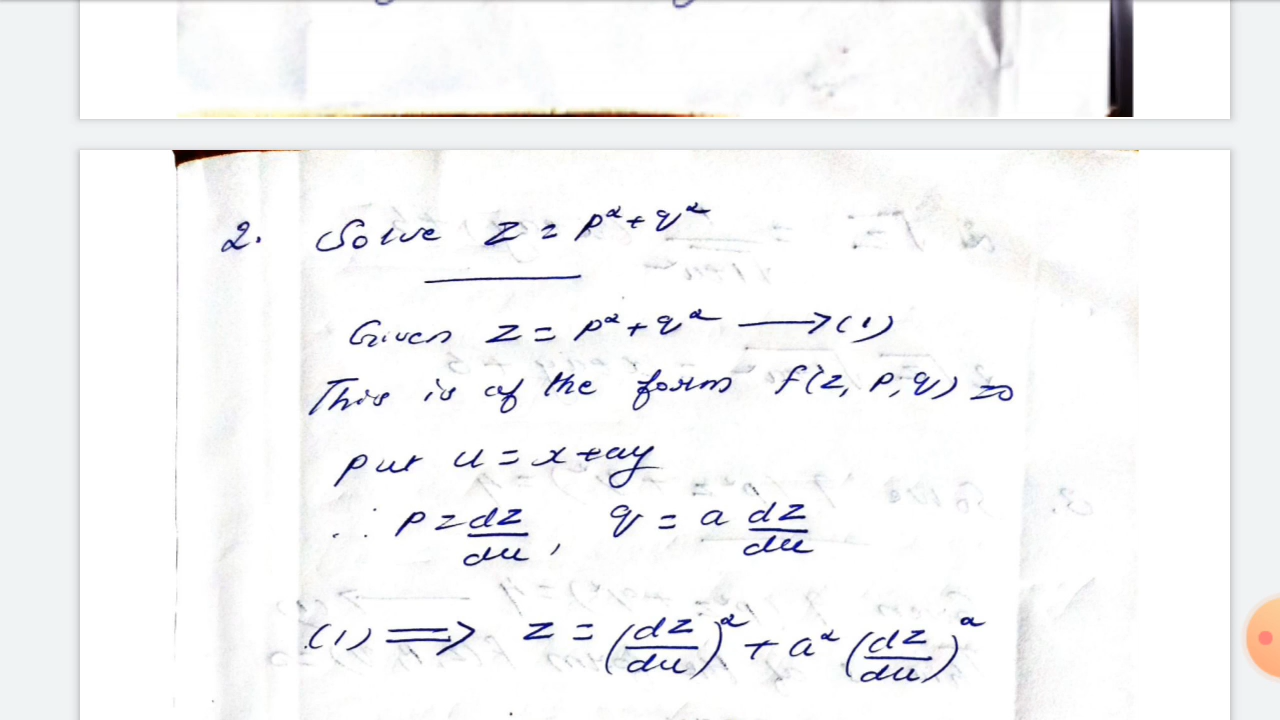 2. Solve z = p² + q²
Given z = p² + q² ⟶ (1)
This is of the form f(z, p, q) = 0
put u = x + ay
∴ p = dz/du, q = a dz/du
(1) ⟹ z = (dz/du)² + a² (dz/du)²